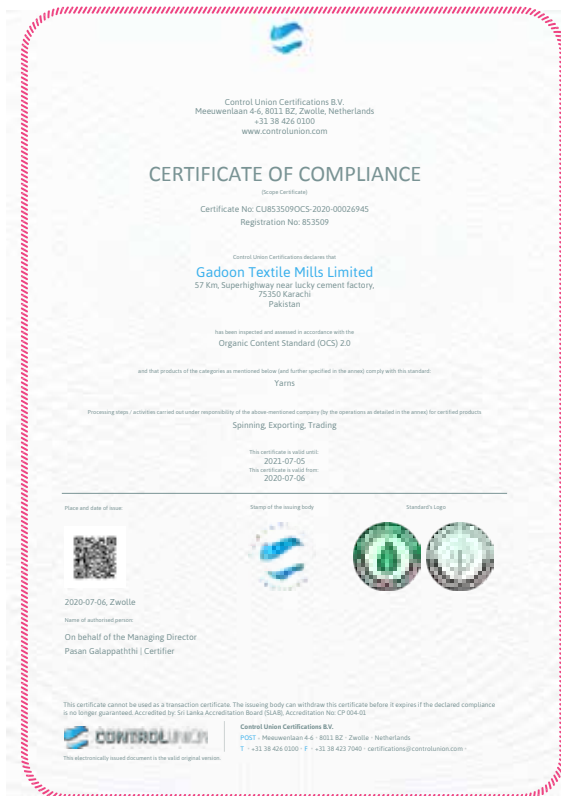 Control Union Certifications B.V.
Meeuwenlaan 4-6, 8011 BZ, Zwolle, Netherlands
+31 38 426 0100
www.controlunion.com
CERTIFICATE OF COMPLIANCE
(Scope Certificate)
Certificate No: CU853509OCS-2020-00026945
Registration No: 853509
Control Union Certifications declares that
Gadoon Textile Mills Limited
57 Km, Superhighway near lucky cement factory,
75350 Karachi
Pakistan
has been inspected and assessed in accordance with the
Organic Content Standard (OCS) 2.0
and that products of the categories as mentioned below (and further specified in the annex) comply with this standard:
Yarns
Processing steps / activities carried out under responsibility of the above-mentioned company (by the operations as detailed in the annex) for certified products
Spinning, Exporting, Trading
This certificate is valid until:
2021-07-05
This certificate is valid from:
2020-07-06
Place and date of issue
Stamp of the issuing body
Standard's Logo
2020-07-06, Zwolle
Name of authorised person
On behalf of the Managing Director
Pasan Galappaththi | Certifier
This certificate cannot be used as a transaction certificate. The issueing body can withdraw this certificate before it expires if the declared compliance
is no longer guaranteed. Accredited by: Sri Lanka Accreditation Board (SLAB), Accreditation No: CP 004-01
CONTROLUNION
Control Union Certifications B.V.
POST - Meeuwenlaan 4-6 - 8011 BZ - Zwolle - Netherlands
T - +31 38 426 0100 - F - +31 38 423 7040 - certifications@controlunion.com -
This electronically issued document is the valid original version.